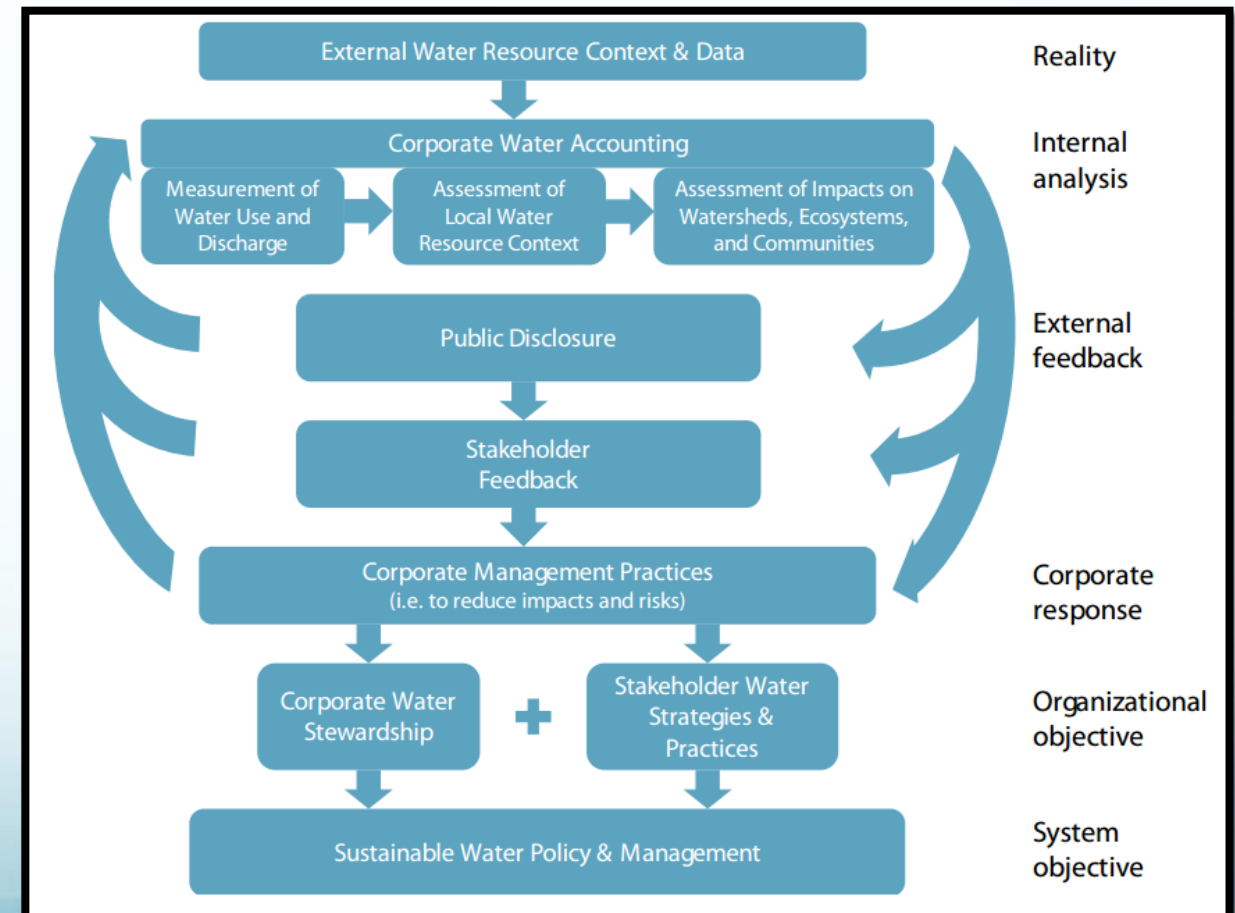 External Water Resource Context & Data
Reality
Corporate Water Accounting
Internal
analysis
Measurement of
Water Use and
Discharge
Assessment of
Local Water
Resource Context
Assessment of Impacts on
Watersheds, Ecosystems,
and Communities
Public Disclosure
External
feedback
Stakeholder
Feedback
Corporate Management Practices
(i.e. to reduce impacts and risks)
Corporate
response
Corporate Water
Stewardship
Stakeholder Water
Strategies &
Practices
Organizational
objective
Sustainable Water Policy & Management
System
objective